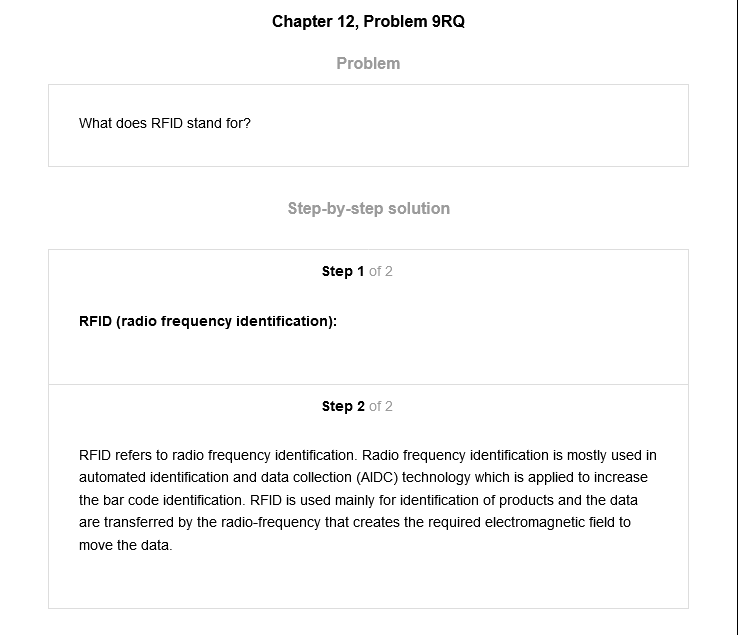 Chapter 12, Problem 9RQ
Problem
What does RFID stand for?
Step-by-step solution
Step 1 of 2
RFID (radio frequency identification):
Step 2 of 2
RFID refers to radio frequency identification. Radio frequency identification is mostly used in
automated identification and data collection (AIDC) technology which is applied to increase
the bar code identification. RFID is used mainly for identification of products and the data
are transferred by the radio-frequency that creates the required electromagnetic field to
move the data.